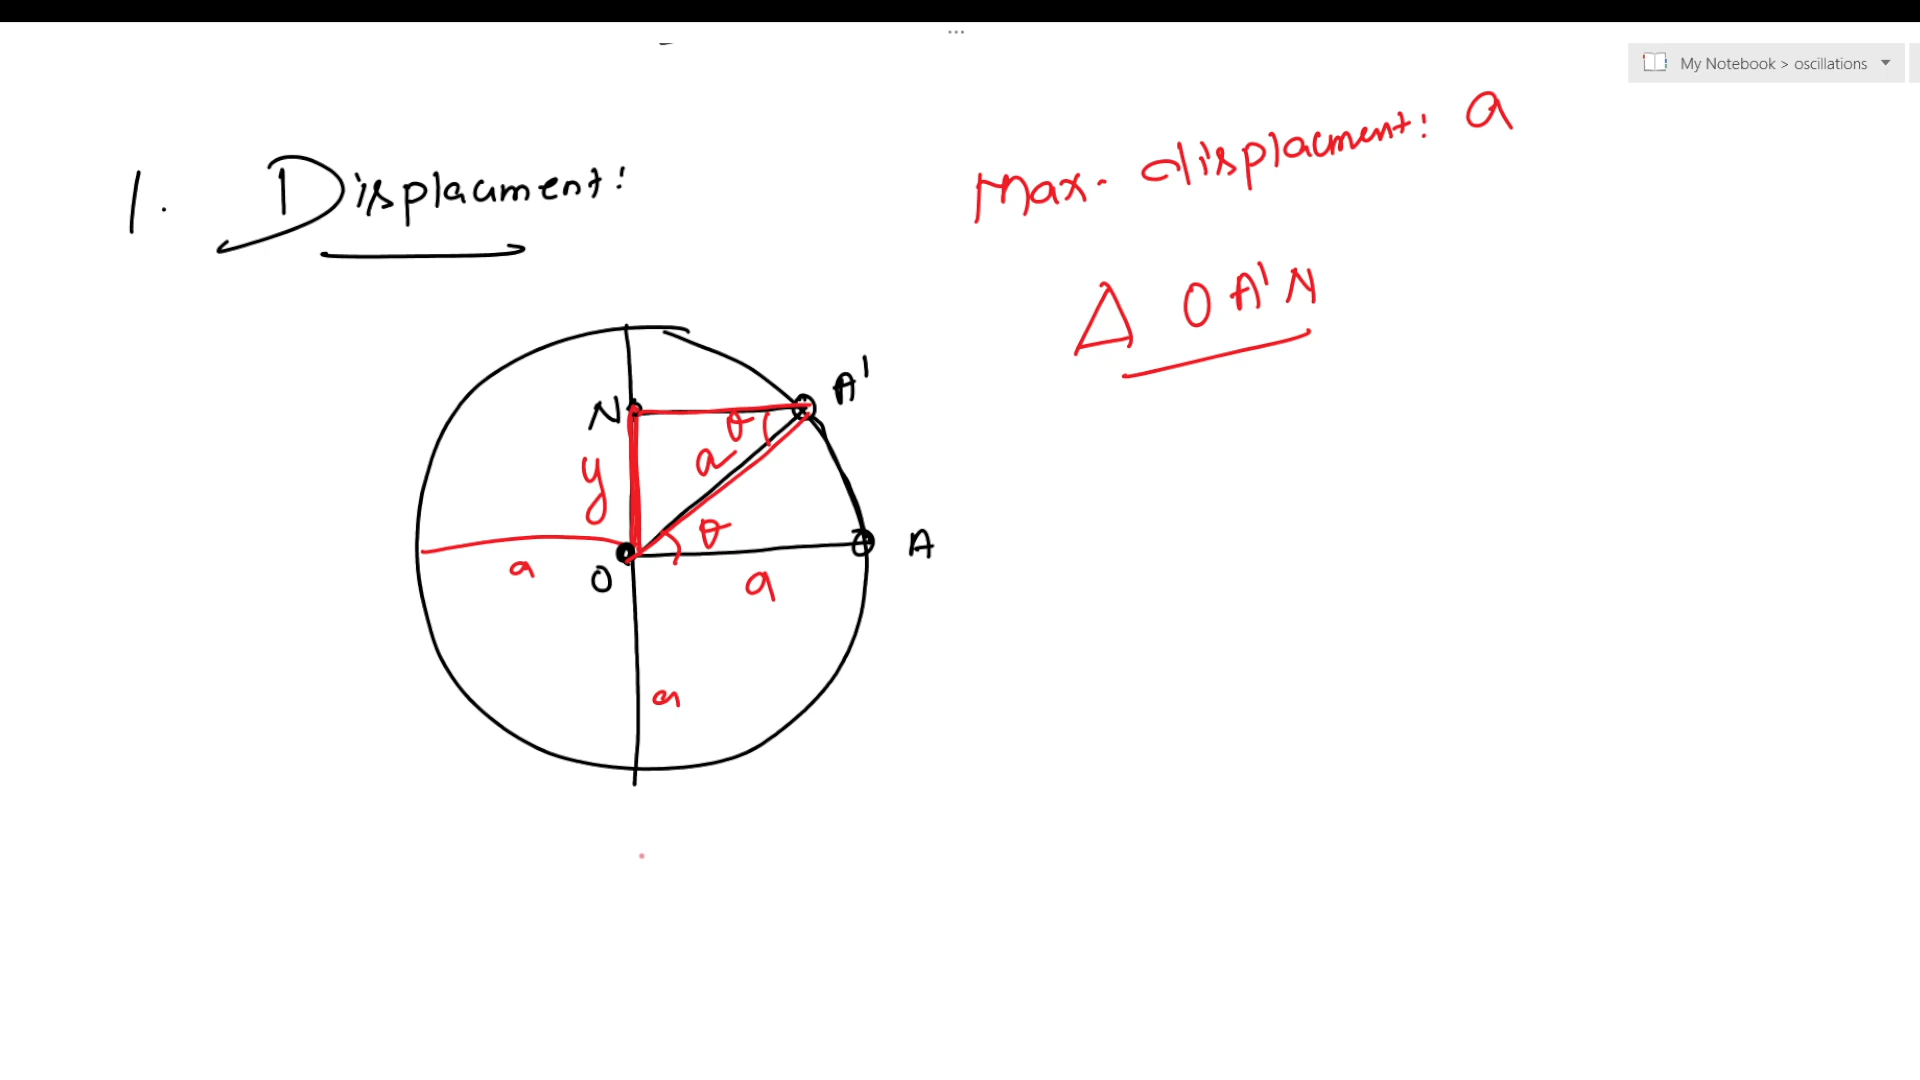 ...
My Notebook > oscillations
Max. displacment: a
1. Displacment:
Δ OA'N
A'
N
θ
a
y
θ
A
a
O
a
a